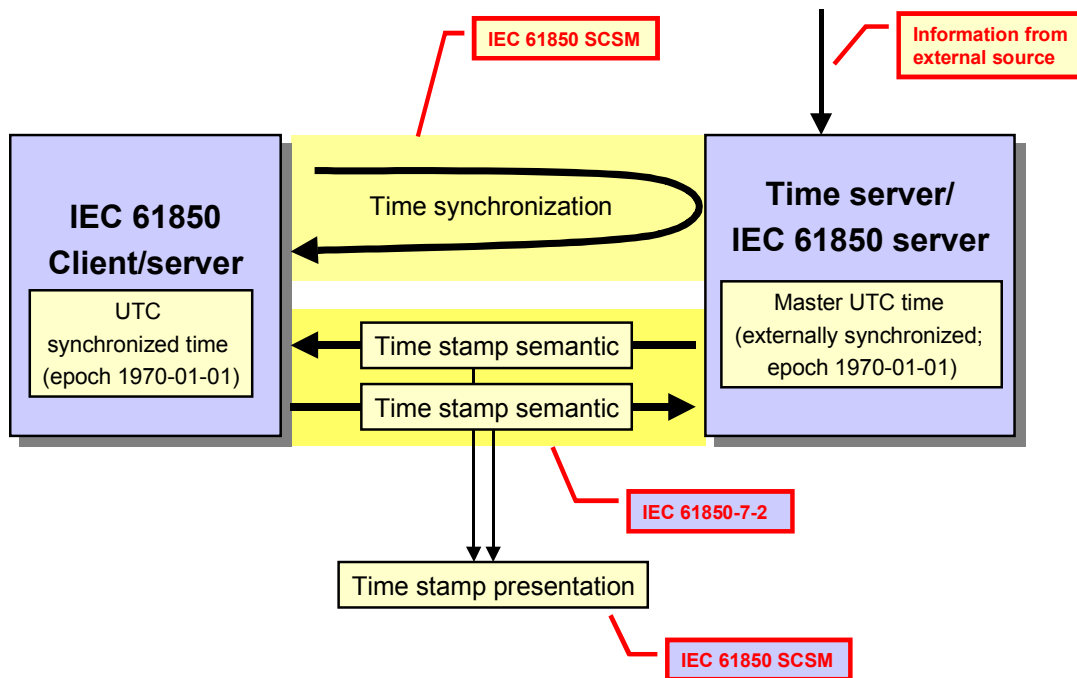 IEC 61850 SCSM
Information from
external source
IEC 61850
Client/server
UTC
synchronized time
(epoch 1970-01-01)
Time synchronization
Time server/
IEC 61850 server
Master UTC time
(externally synchronized;
epoch 1970-01-01)
Time stamp semantic
Time stamp semantic
IEC 61850-7-2
Time stamp presentation
IEC 61850 SCSM